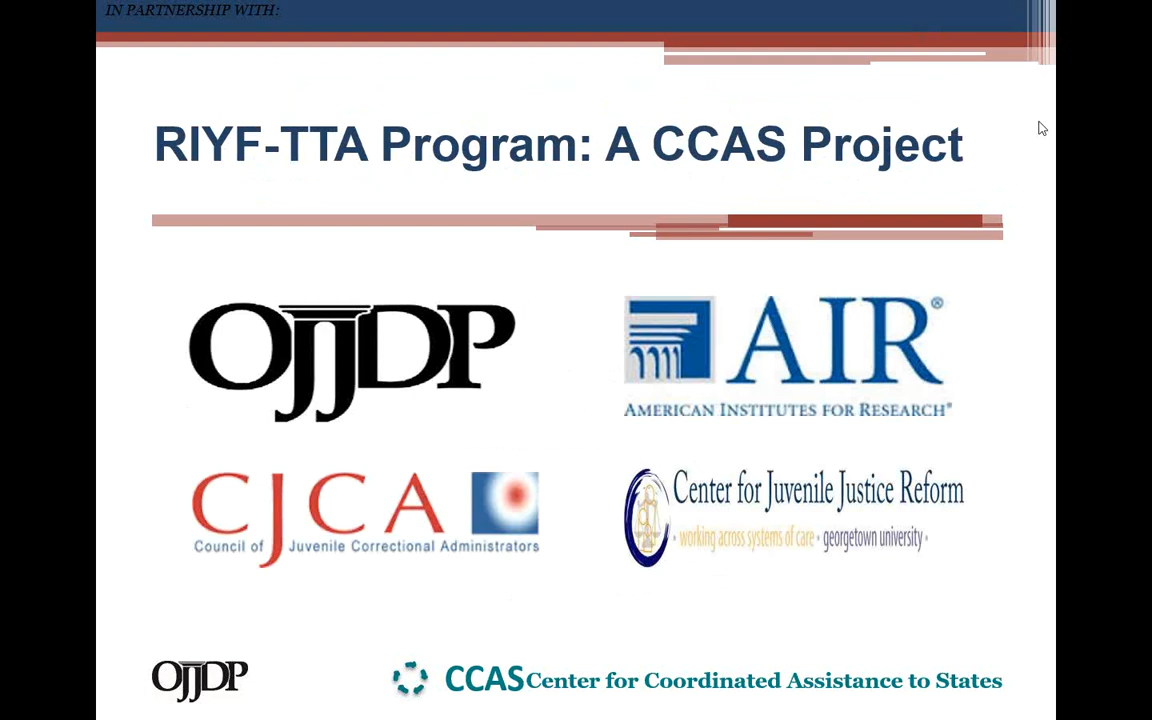 IN PARTNERSHIP WITH:
RIYF-TTA Program: A CCAS Project
OJJDP
AIR®
AMERICAN INSTITUTES FOR RESEARCH®
CJCA
Council of Juvenile Correctional Administrators
Center for Juvenile Justice Reform
• working across systems of care • georgetown university •
OJJDP
CCAS Center for Coordinated Assistance to States